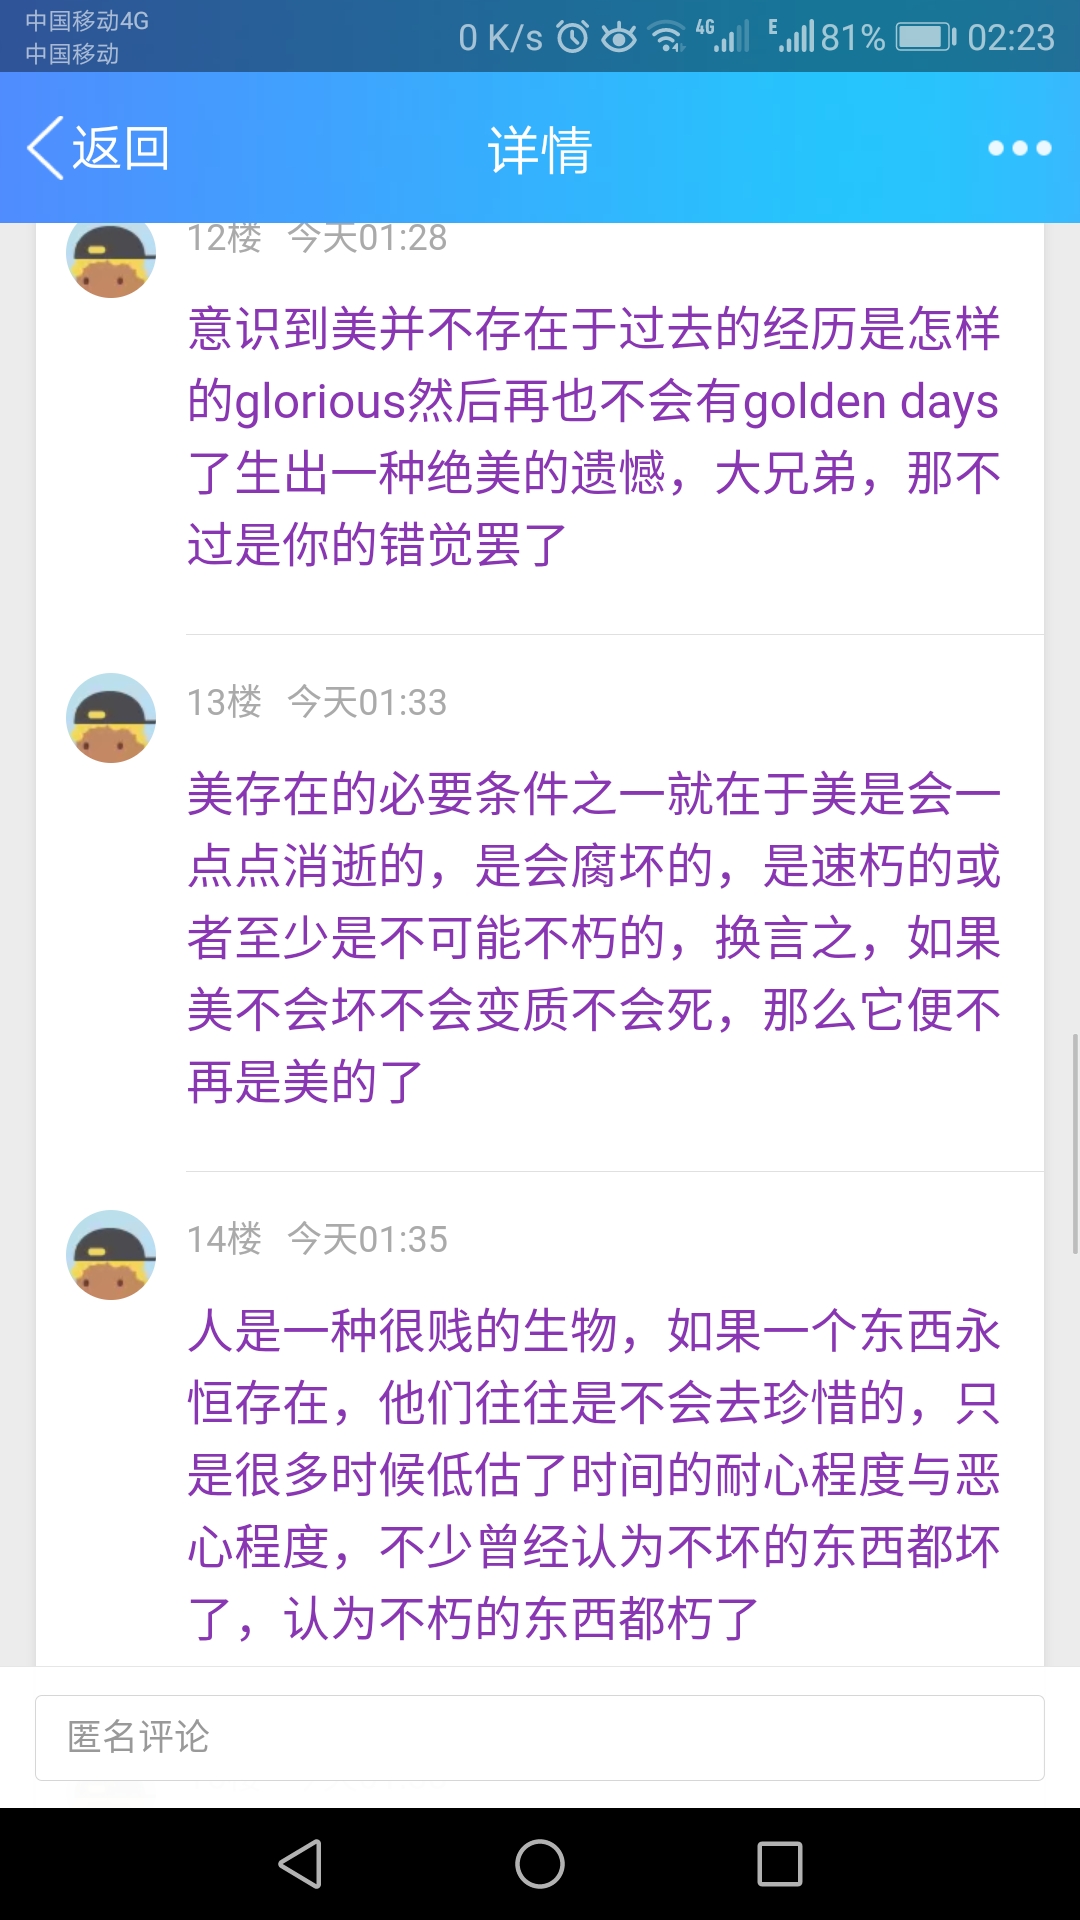 中国移动4G
中国移动
0 K/s 4G E 81% 02:23
返回 详情
12楼 今天01:28
意识到美并不存在于过去的经历是怎样
的glorious然后再也不会有golden days
了生出一种绝美的遗憾，大兄弟，那不
过是你的错觉罢了
13楼 今天01:33
美存在的必要条件之一就在于美是会一
点点消逝的，是会腐坏的，是速朽的或
者至少是不可能不朽的，换言之，如果
美不会坏不会变质不会死，那么它便不
再是美的了
14楼 今天01:35
人是一种很贱的生物，如果一个东西永
恒存在，他们往往是不会去珍惜的，只
是很多时候低估了时间的耐心程度与恶
心程度，不少曾经认为不坏的东西都坏
了，认为不朽的东西都朽了
匿名评论